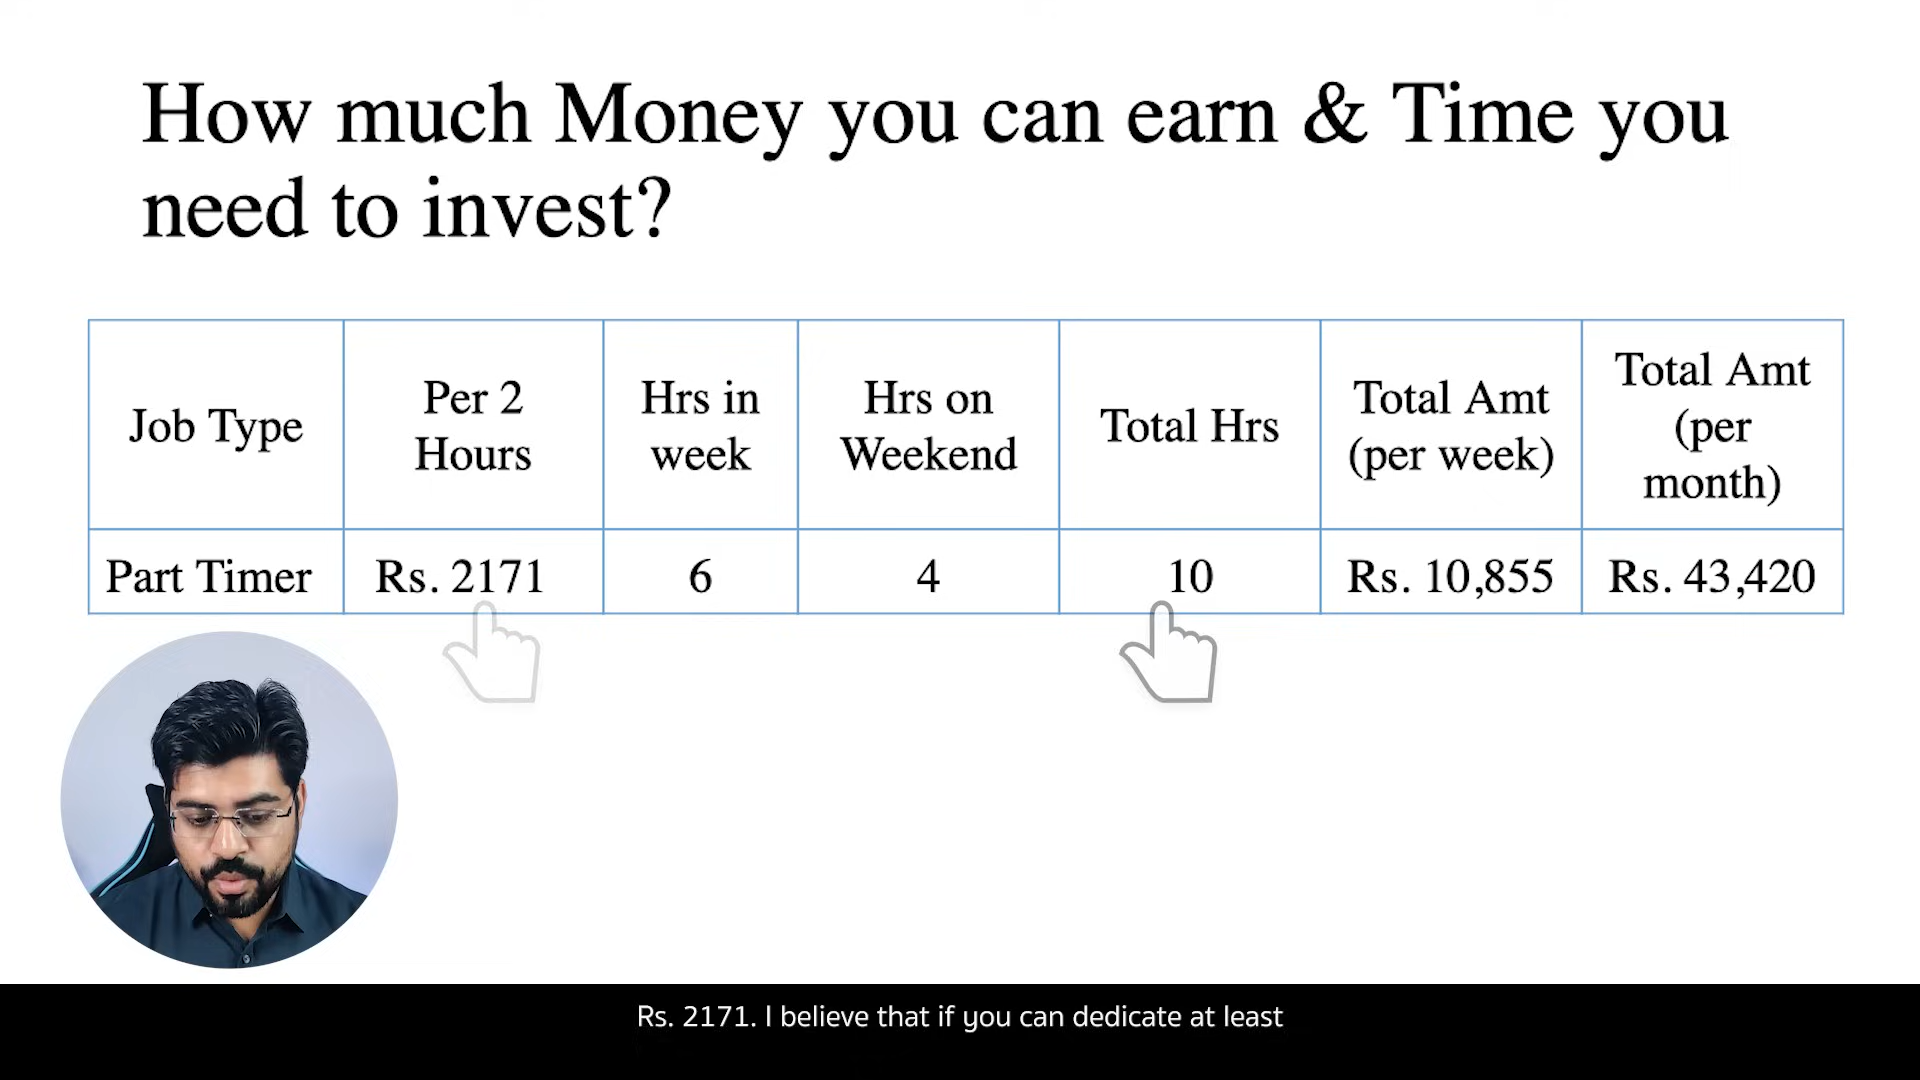 How much Money you can earn & Time you
need to invest?
Job Type
Per 2
Hours
Hrs in
week
Hrs on
Weekend
Total Hrs
Total Amt
(per week)
Total Amt
(per
month)
Part Timer
Rs. 2171
6
4
10
Rs. 10,855
Rs. 43,420
Rs. 2171. I believe that if you can dedicate at least